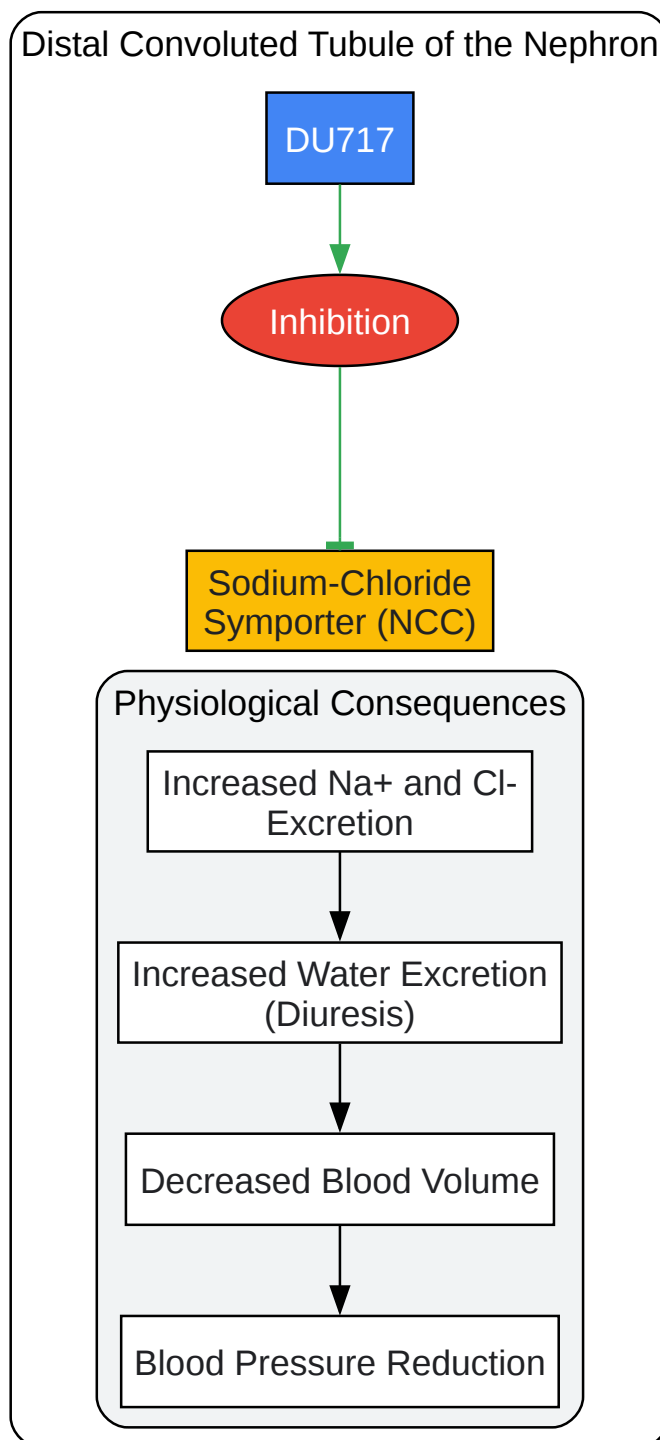 Distal Convoluted Tubule of the Nephron
DU717
Inhibition
Sodium-Chloride
Symporter (NCC)
Physiological Consequences
Increased Na+ and Cl-
Excretion
Increased Water Excretion
(Diuresis)
Decreased Blood Volume
Blood Pressure Reduction